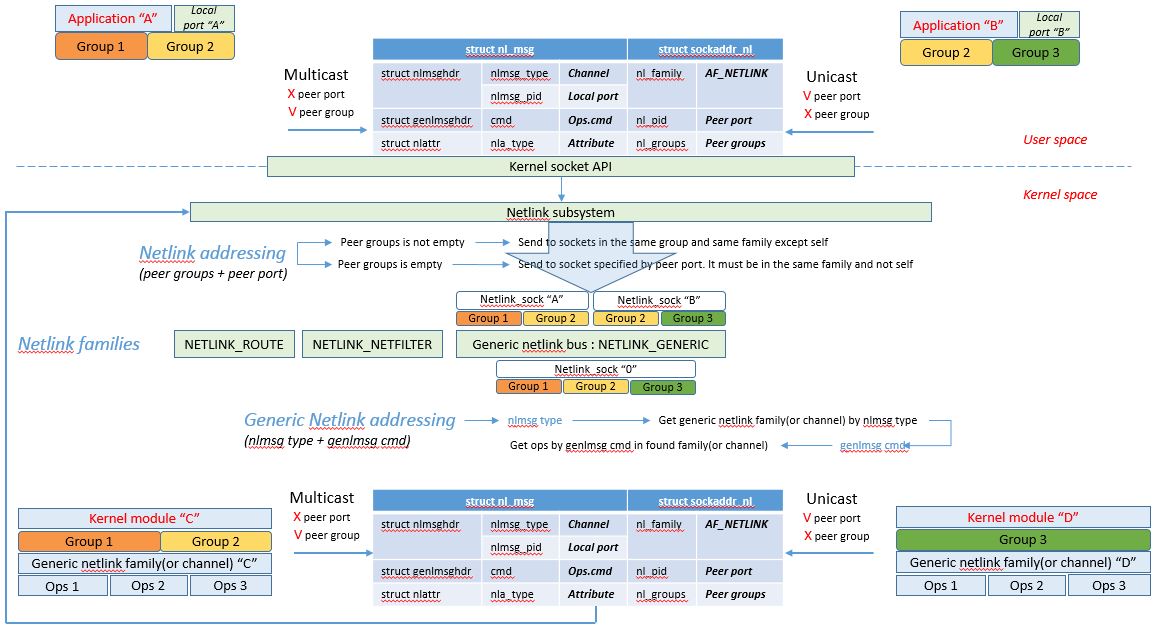 Application “A”
Local
port “A”
Group 1
Group 2
Application “B”
Local
port “B”
Group 2
Group 3
Multicast
X peer port
V peer group
struct nl_msg
struct sockaddr_nl
struct nlmsghdr
nlmsg_type
Channel
nl_family
AF_NETLINK
nlmsg_pid
Local port
struct genlmsghdr
cmd
Ops.cmd
nl_pid
Peer port
struct nlattr
nla_type
Attribute
nl_groups
Peer groups
Unicast
V peer port
X peer group
User space
Kernel socket API
Kernel space
Netlink subsystem
Netlink addressing
(peer groups + peer port)
Peer groups is not empty
Send to sockets in the same group and same family except self
Peer groups is empty
Send to socket specified by peer port. It must be in the same family and not self
Netlink_sock “A”
Netlink_sock “B”
Group 1
Group 2
Group 2
Group 3
Netlink families
NETLINK_ROUTE
NETLINK_NETFILTER
Generic netlink bus : NETLINK_GENERIC
Netlink_sock “0”
Group 1
Group 2
Group 3
Generic Netlink addressing
(nlmsg type + genlmsg cmd)
nlmsg type
Get generic netlink family(or channel) by nlmsg type
Get ops by genlmsg cmd in found family(or channel)
genlmsg cmd
Kernel module “C”
Group 1
Group 2
Generic netlink family(or channel) “C”
Ops 1
Ops 2
Ops 3
Multicast
X peer port
V peer group
struct nl_msg
struct sockaddr_nl
struct nlmsghdr
nlmsg_type
Channel
nl_family
AF_NETLINK
nlmsg_pid
Local port
struct genlmsghdr
cmd
Ops.cmd
nl_pid
Peer port
struct nlattr
nla_type
Attribute
nl_groups
Peer groups
Unicast
V peer port
X peer group
Kernel module “D”
Group 3
Generic netlink family(or channel) “D”
Ops 1
Ops 2
Ops 3